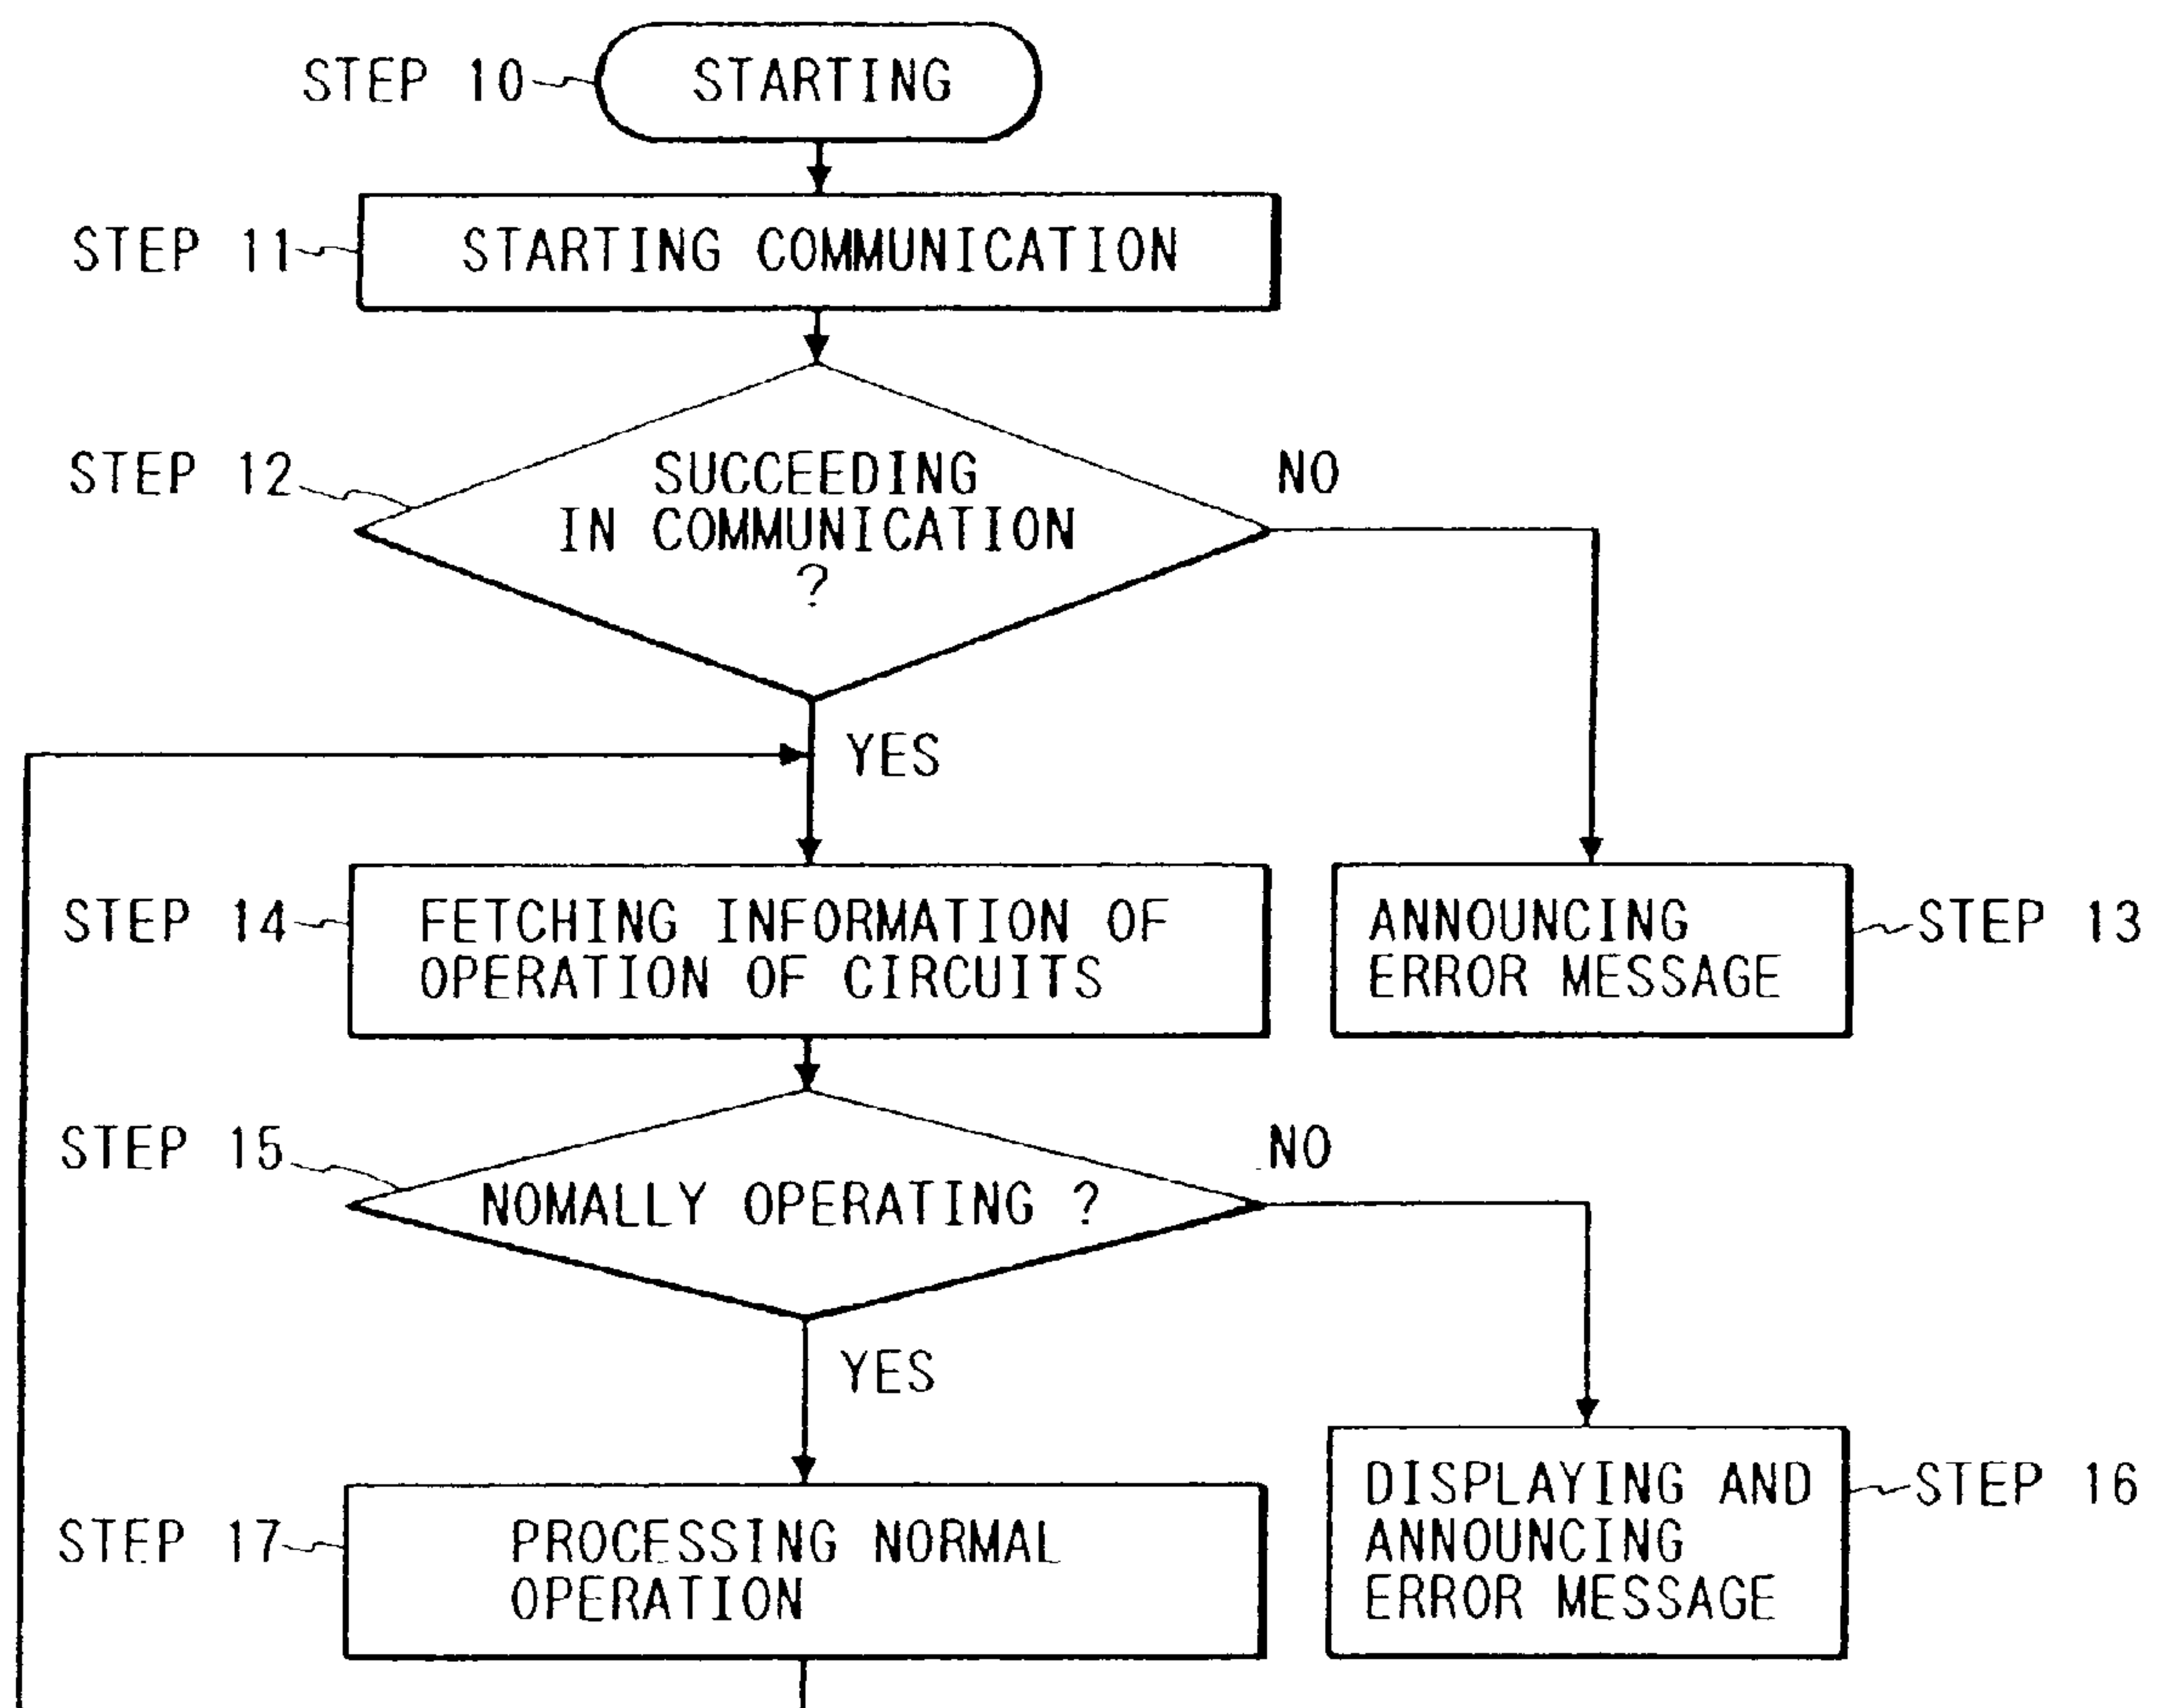 STEP 10
STARTING
STEP 11
STARTING COMMUNICATION
STEP 12
SUCCEEDING
IN COMMUNICATION
?
NO
YES
STEP 14
FETCHING INFORMATION OF
OPERATION OF CIRCUITS
ANNOUNCING
ERROR MESSAGE
STEP 13
STEP 15
NOMALLY OPERATING ?
NO
YES
STEP 17
PROCESSING NORMAL
OPERATION
DISPLAYING AND
ANNOUNCING
ERROR MESSAGE
STEP 16